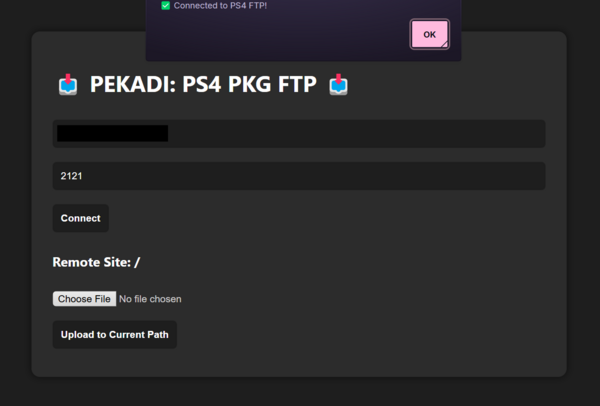 ✅ Connected to PS4 FTP!
OK
📥 PEKADI: PS4 PKG FTP 📥
2121
Connect
Remote Site: /
Choose File No file chosen
Upload to Current Path